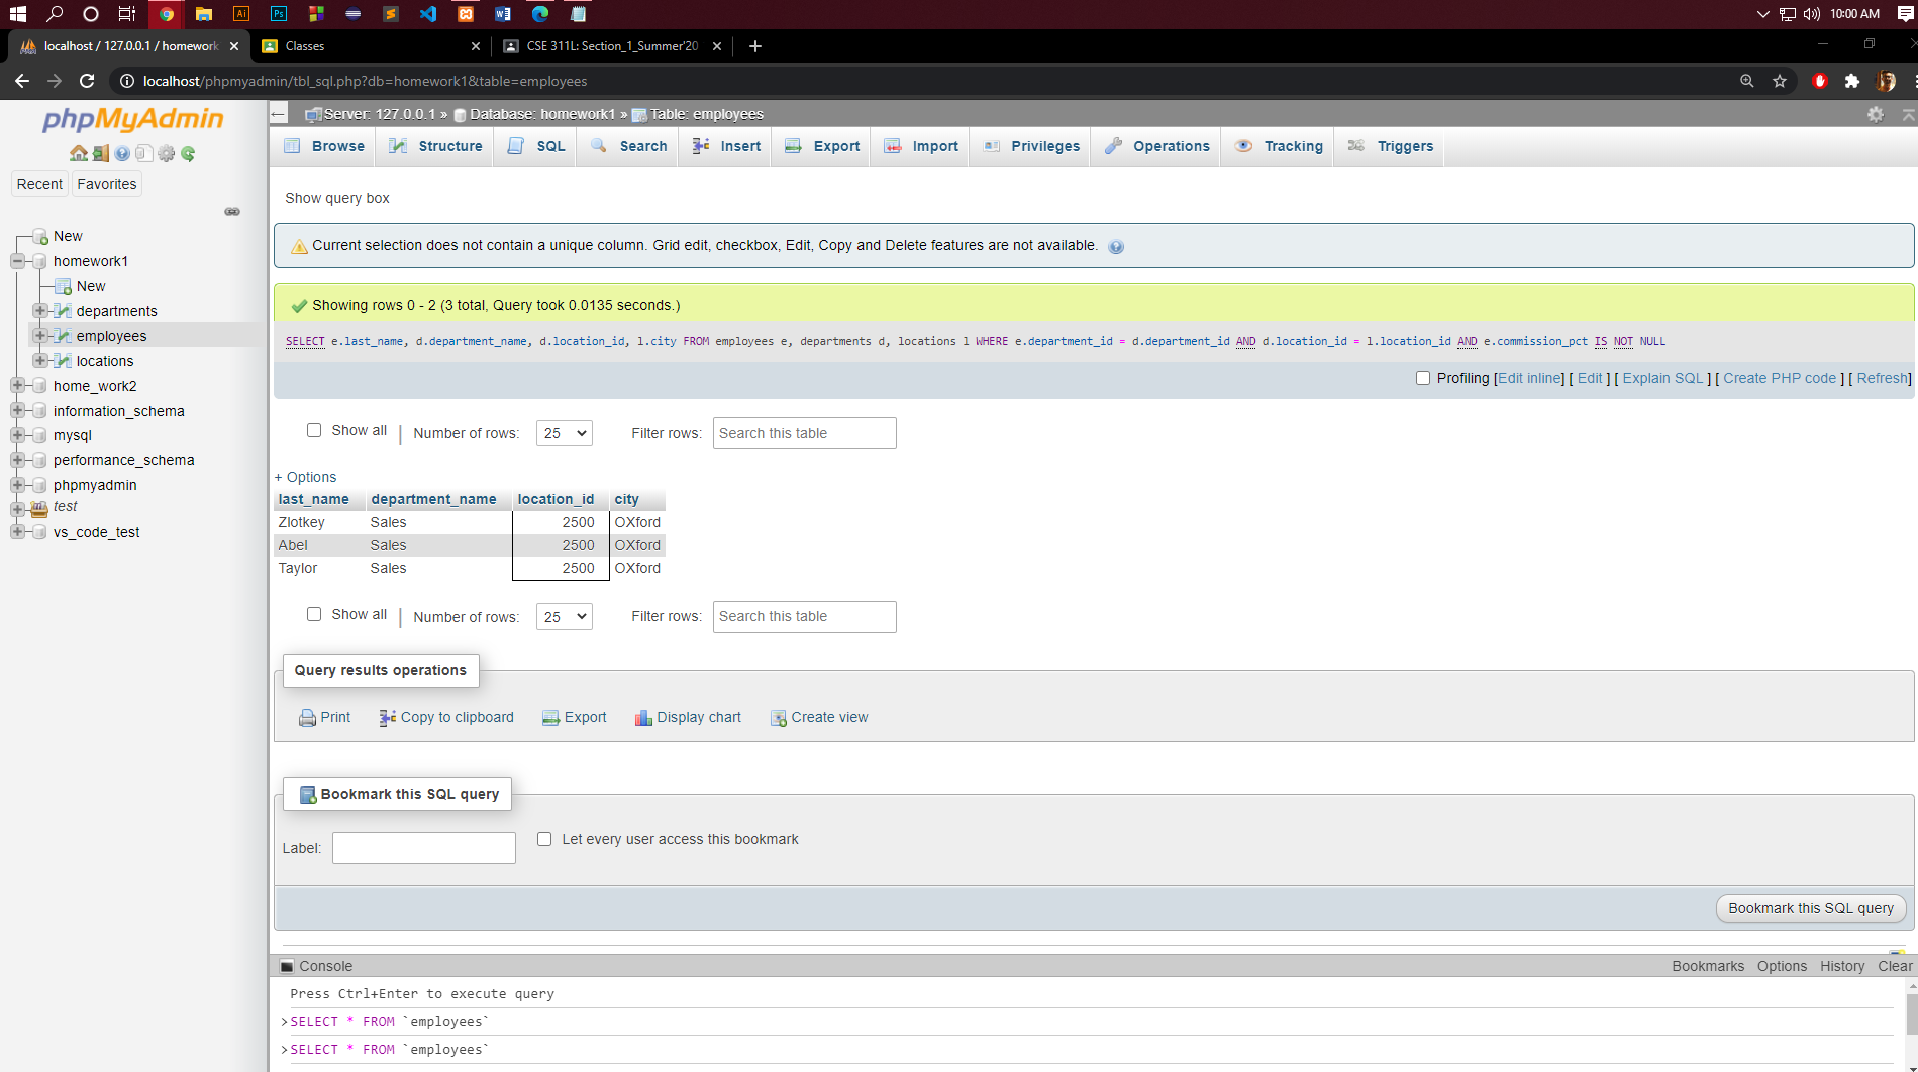 10:00 AM
localhost / 127.0.0.1 / homework
Classes
CSE 311L: Section_1_Summer'20
localhost/phpmyadmin/tbl_sql.php?db=homework1&table=employees
phpMyAdmin
Recent
Favorites
New
homework1
New
departments
employees
locations
home_work2
information_schema
mysql
performance_schema
phpmyadmin
test
vs_code_test
Server: 127.0.0.1 » Database: homework1 » Table: employees
Browse Structure SQL Search Insert Export Import Privileges Operations Tracking Triggers
Show query box
Current selection does not contain a unique column. Grid edit, checkbox, Edit, Copy and Delete features are not available.
Showing rows 0 - 2 (3 total, Query took 0.0135 seconds.)
SELECT e.last_name, d.department_name, d.location_id, l.city FROM employees e, departments d, locations l WHERE e.department_id = d.department_id AND d.location_id = l.location_id AND e.commission_pct IS NOT NULL
Profiling [Edit inline] [ Edit ] [ Explain SQL ] [ Create PHP code ] [ Refresh]
Show all | Number of rows: 25 Filter rows: Search this table
+ Options
last_name department_name location_id city
Zlotkey Sales 2500 OXford
Abel Sales 2500 OXford
Taylor Sales 2500 OXford
Show all | Number of rows: 25 Filter rows: Search this table
Query results operations
Print Copy to clipboard Export Display chart Create view
Bookmark this SQL query
Label: Let every user access this bookmark
Bookmark this SQL query
Console Bookmarks Options History Clear
Press Ctrl+Enter to execute query
>SELECT * FROM `employees`
>SELECT * FROM `employees`